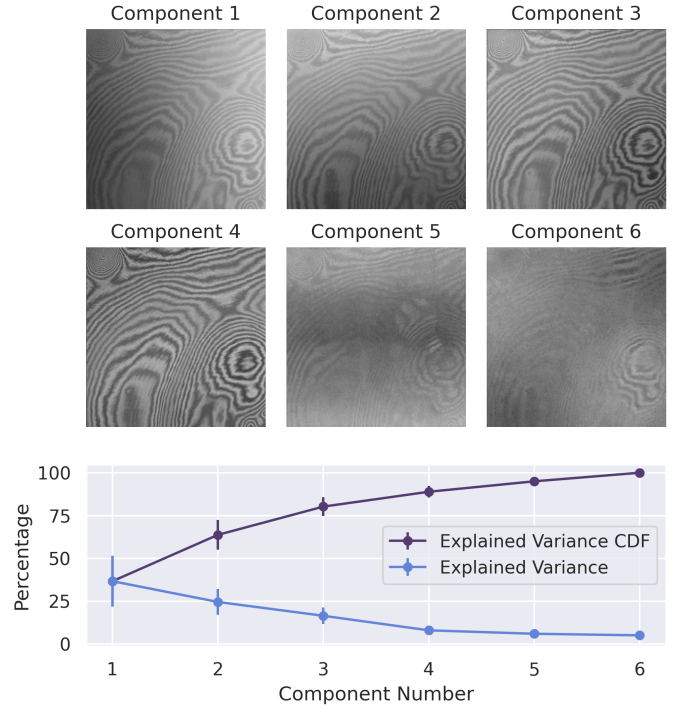 Component 1 Component 2 Component 3
Component 4 Component 5 Component 6
100
75
50
25
0
Percentage
Explained Variance CDF
Explained Variance
1 2 3 4 5 6
Component Number